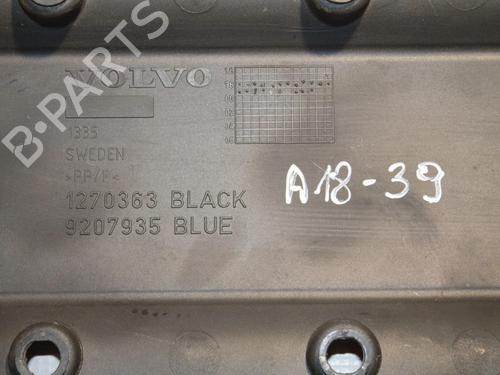 VOLVO
1335
SWEDEN
>PP/E<
1270363 BLACK
9207935 BLUE
A18-39
B-PARTS